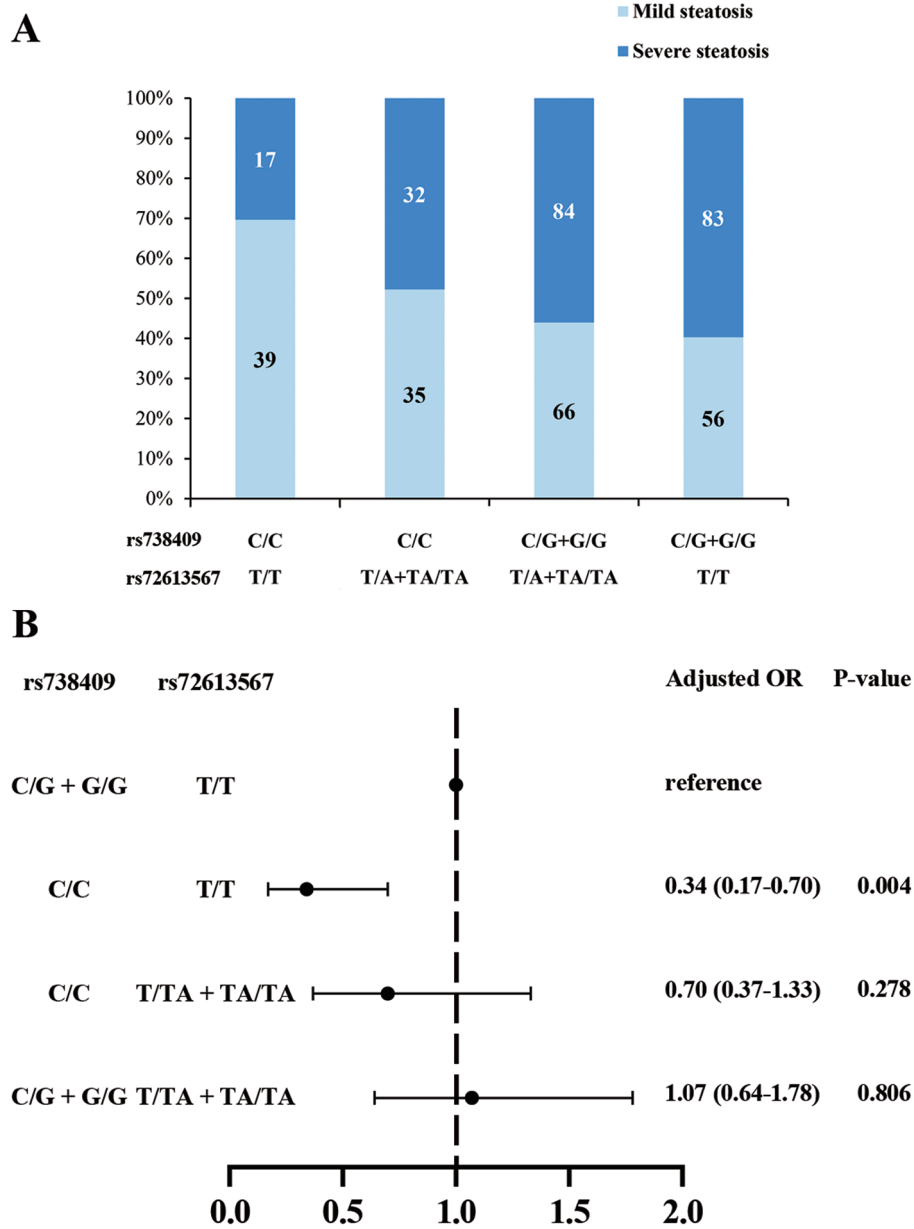 A
Mild steatosis
Severe steatosis
100%
90%
80%
70%
60%
50%
40%
30%
20%
10%
0%
17 32 84 83
39 35 66 56
rs738409 C/C C/C C/G+G/G C/G+G/G
rs72613567 T/T T/A+TA/TA T/A+TA/TA T/T
B
rs738409 rs72613567 Adjusted OR P-value
C/G + G/G T/T reference
C/C T/T 0.34 (0.17-0.70) 0.004
C/C T/TA + TA/TA 0.70 (0.37-1.33) 0.278
C/G + G/G T/TA + TA/TA 1.07 (0.64-1.78) 0.806
0.0 0.5 1.0 1.5 2.0